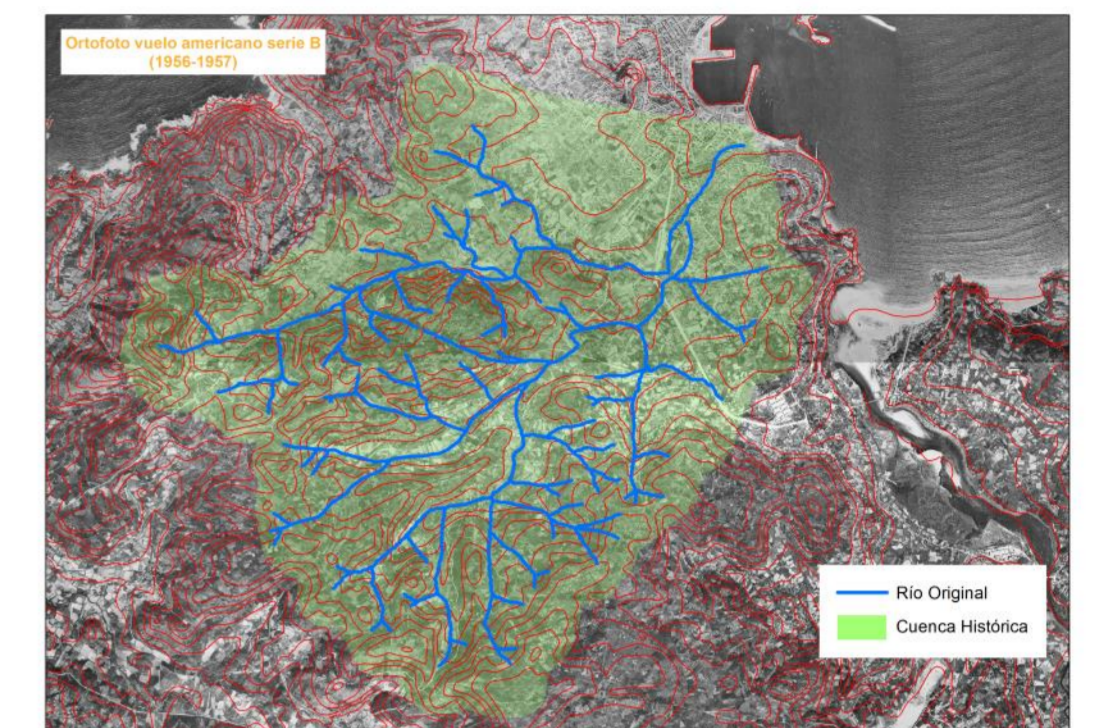 Ortofoto vuelo americano serie B
(1956-1957)
Río Original
Cuenca Histórica